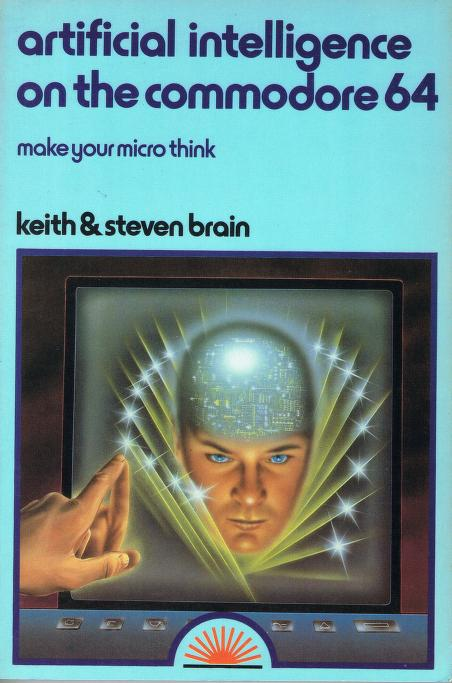 artificial intelligence
on the commodore 64
make your micro think
keith & steven brain